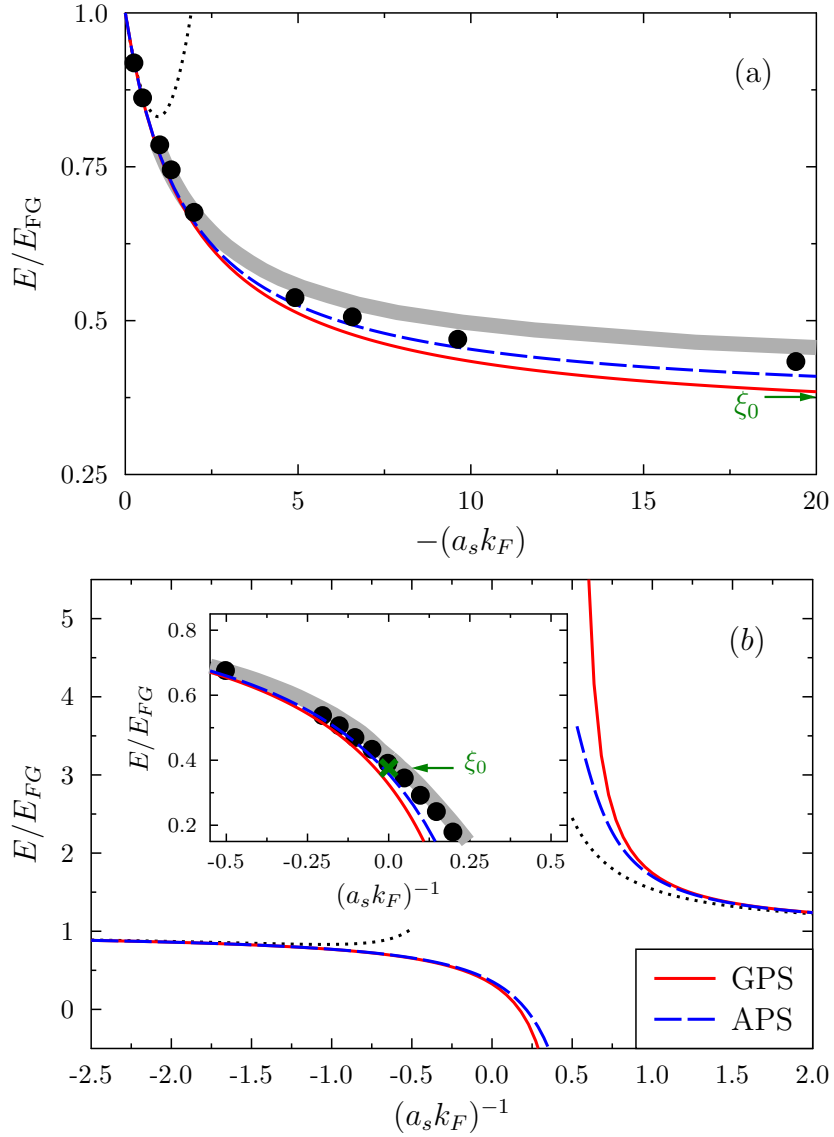 1.0
0.75
0.5
0.25
E/E_FG
(a)
ξ₀
0 5 10 15 20
−(a_s k_F)
5
4
3
2
1
0
E/E_FG
(b)
0.8
0.6
0.4
0.2
E/E_FG
ξ₀
-0.5 -0.25 0.0 0.25 0.5
(a_s k_F)⁻¹
GPS
APS
-2.5 -2.0 -1.5 -1.0 -0.5 0.0 0.5 1.0 1.5 2.0
(a_s k_F)⁻¹